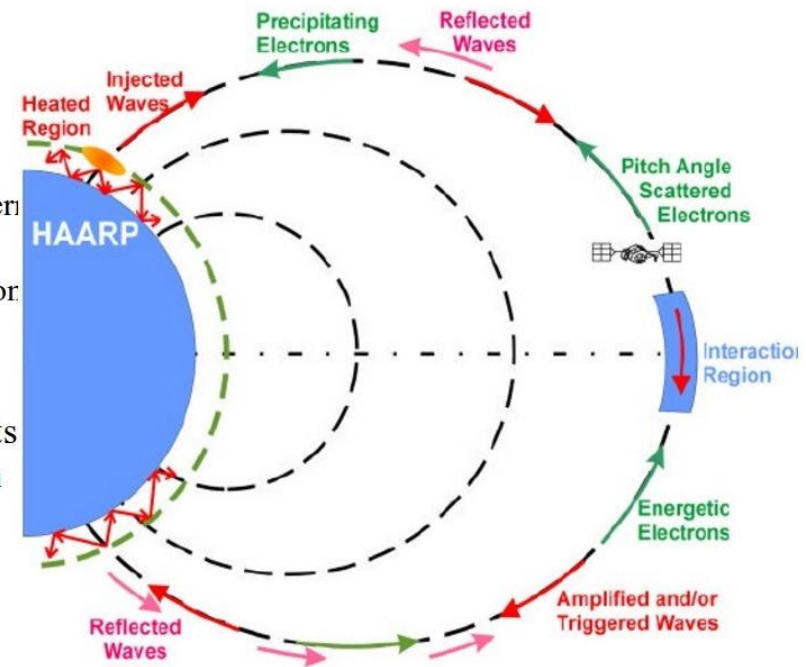 Precipitating
Electrons
Reflected
Waves
Injected
Waves
Heated
Region
Pitch Angle
Scattered
Electrons
HAARP
Interaction
Region
Energetic
Electrons
Amplified and/or
Triggered Waves
Reflected
Waves